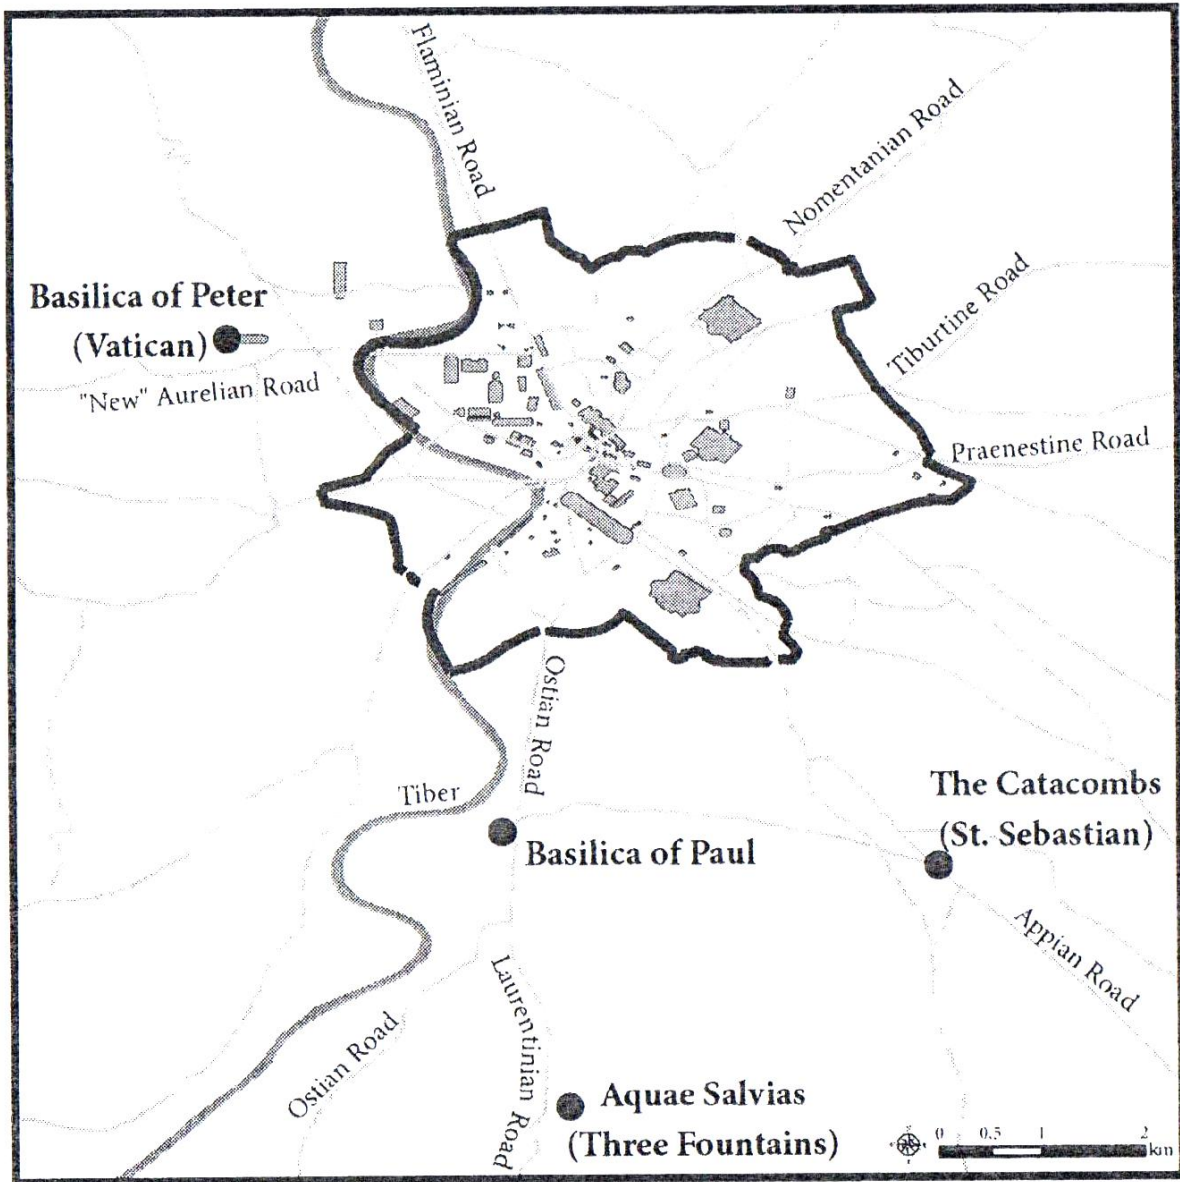 Flaminian Road
Nomentanian Road
Basilica of Peter
(Vatican)
Tiburtine Road
"New" Aurelian Road
Praenestine Road
Ostian Road
Tiber
The Catacombs
(St. Sebastian)
Basilica of Paul
Appian Road
Laurentinian Road
Ostian Road
Aquae Salvias
(Three Fountains)
0 0.5 1 2
km